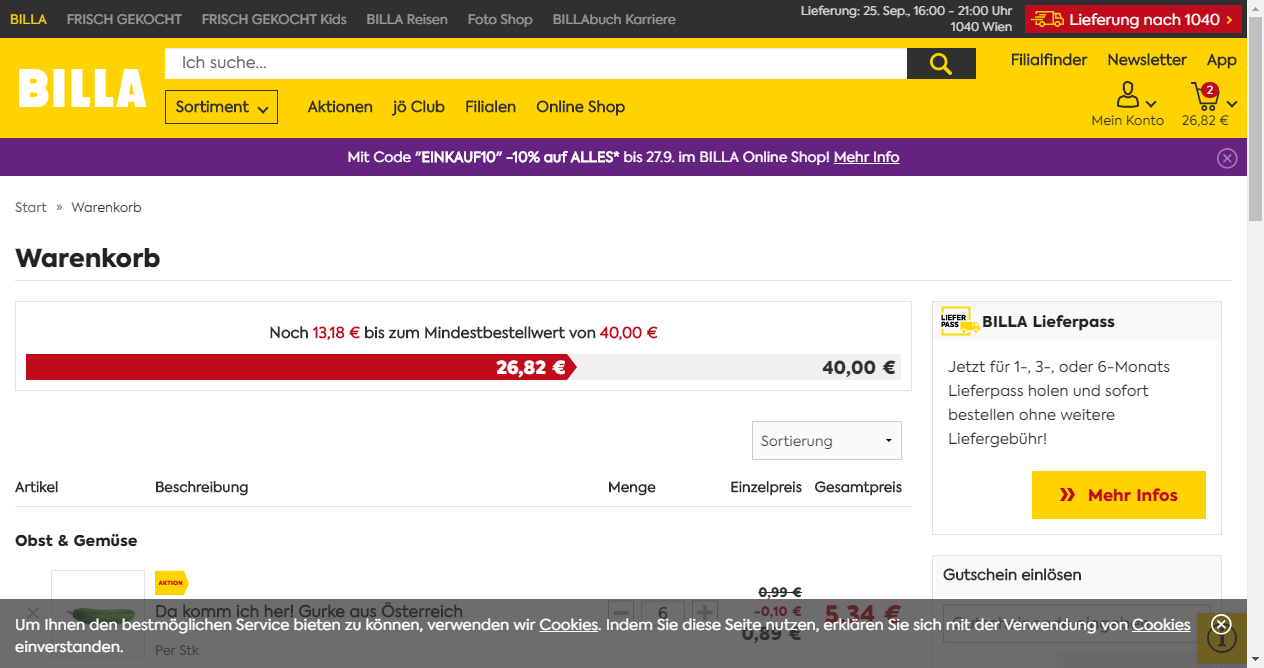 BILLA FRISCH GEKOCHT FRISCH GEKOCHT Kids BILLA Reisen Foto Shop BILLAbuch Karriere
Lieferung: 25. Sep., 16:00 - 21:00 Uhr
1040 Wien
Lieferung nach 1040
BILLA
Ich suche...
Filialfinder Newsletter App
Sortiment Aktionen jö Club Filialen Online Shop
2
Mein Konto 26,82 €
Mit Code "EINKAUF10" -10% auf ALLES* bis 27.9. im BILLA Online Shop! Mehr Info
Start » Warenkorb
Warenkorb
Noch 13,18 € bis zum Mindestbestellwert von 40,00 €
26,82 € 40,00 €
Sortierung
Artikel Beschreibung Menge Einzelpreis Gesamtpreis
Obst & Gemüse
AKTION
Da komm ich her! Gurke aus Österreich
Per Stk
6
0,99 €
-0,10 €
0,89 €
5,34 €
LIEFER
PASS
BILLA Lieferpass
Jetzt für 1-, 3-, oder 6-Monats
Lieferpass holen und sofort
bestellen ohne weitere
Liefergebühr!
Mehr Infos
Gutschein einlösen
Um Ihnen den bestmöglichen Service bieten zu können, verwenden wir Cookies. Indem Sie diese Seite nutzen, erklären Sie sich mit der Verwendung von Cookies
einverstanden.